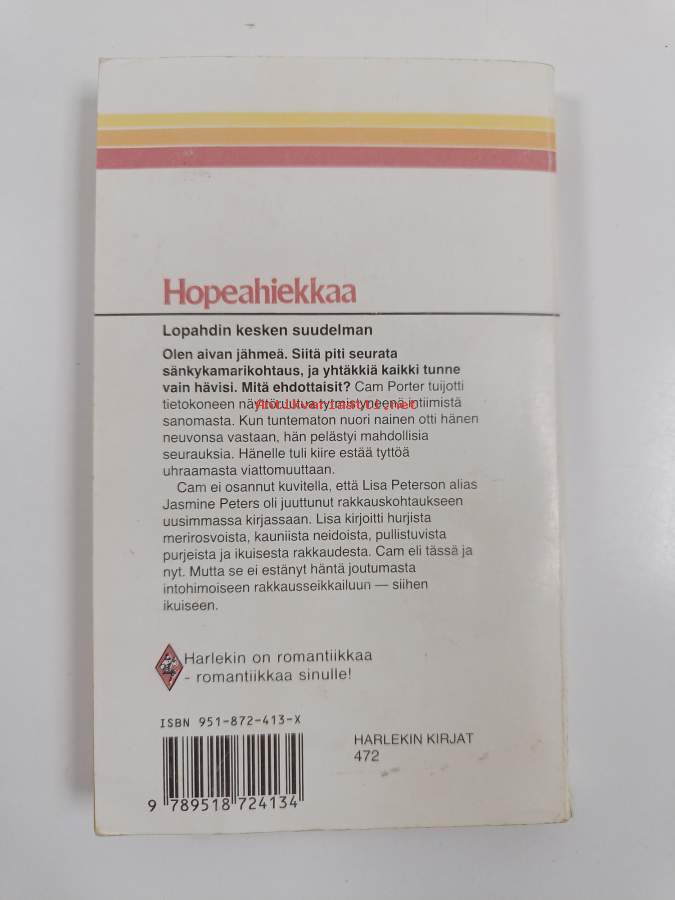 Hopeahiekkaa
Lopahdin kesken suudelman
Olen aivan jähmeä. Siitä piti seurata
sänkykamarikohtaus, ja yhtäkkiä kaikki tunne
vain hävisi. Mitä ehdottaisit? Cam Porter tuijotti
tietokoneen näyttöruutua tyrmistyneenä intiimistä
sanomasta. Kun tuntematon nuori nainen otti hänen
neuvonsa vastaan, hän pelästyi mahdollisia
seurauksia. Hänelle tuli kiire estää tyttöä
uhraamasta viattomuuttaan.
Cam ei osannut kuvitella, että Lisa Peterson alias
Jasmine Peters oli juuttunut rakkauskohtaukseen
uusimmassa kirjassaan. Lisa kirjoitti hurjista
merirosvoista, kauniista neidoista, pullistuvista
purjeista ja ikuisesta rakkaudesta. Cam eli tässä ja
nyt. Mutta se ei estänyt häntä joutumasta
intohimoiseen rakkausseikkailuun — siihen
ikuiseen.
Harlekin on romantiikkaa
- romantiikkaa sinulle!
ISBN 951-872-413-X
HARLEKIN KIRJAT
472
9 789518 724134